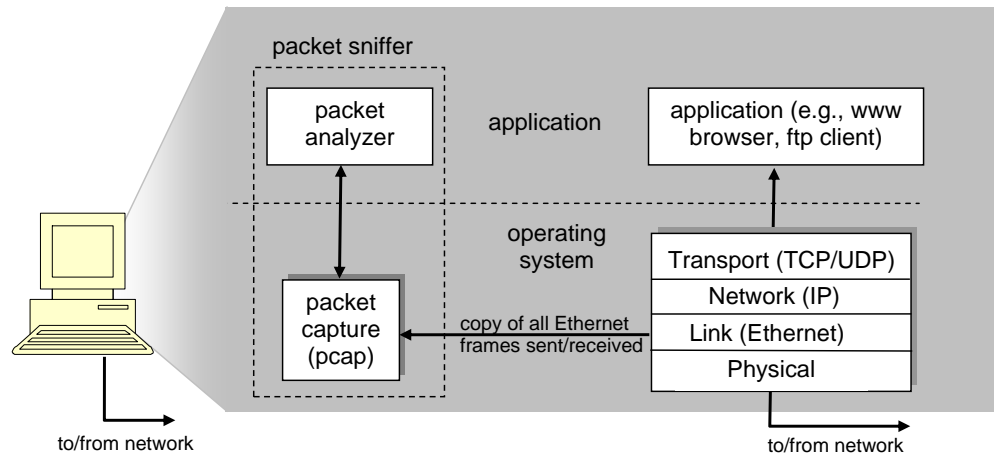 packet sniffer
packet
analyzer
application
application (e.g., www
browser, ftp client)
operating
system
packet
capture
(pcap)
copy of all Ethernet
frames sent/received
Transport (TCP/UDP)
Network (IP)
Link (Ethernet)
Physical
to/from network
to/from network